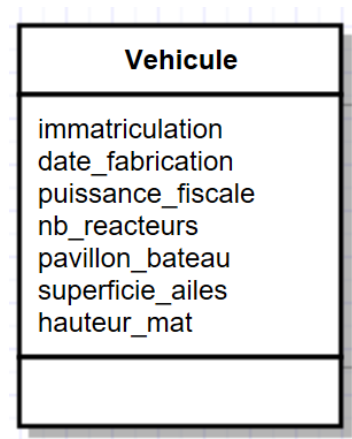 Vehicule
immatriculation
date_fabrication
puissance_fiscale
nb_reacteurs
pavillon_bateau
superficie_ailes
hauteur_mat